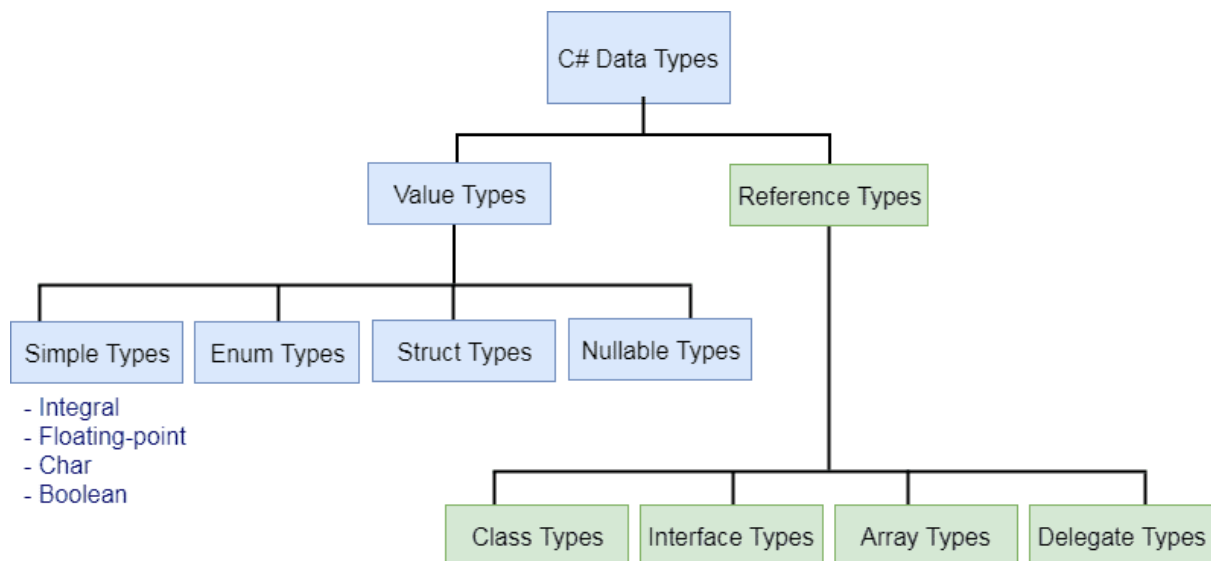 C# Data Types
Value Types
Reference Types
Simple Types
Enum Types
Struct Types
Nullable Types
- Integral
- Floating-point
- Char
- Boolean
Class Types
Interface Types
Array Types
Delegate Types